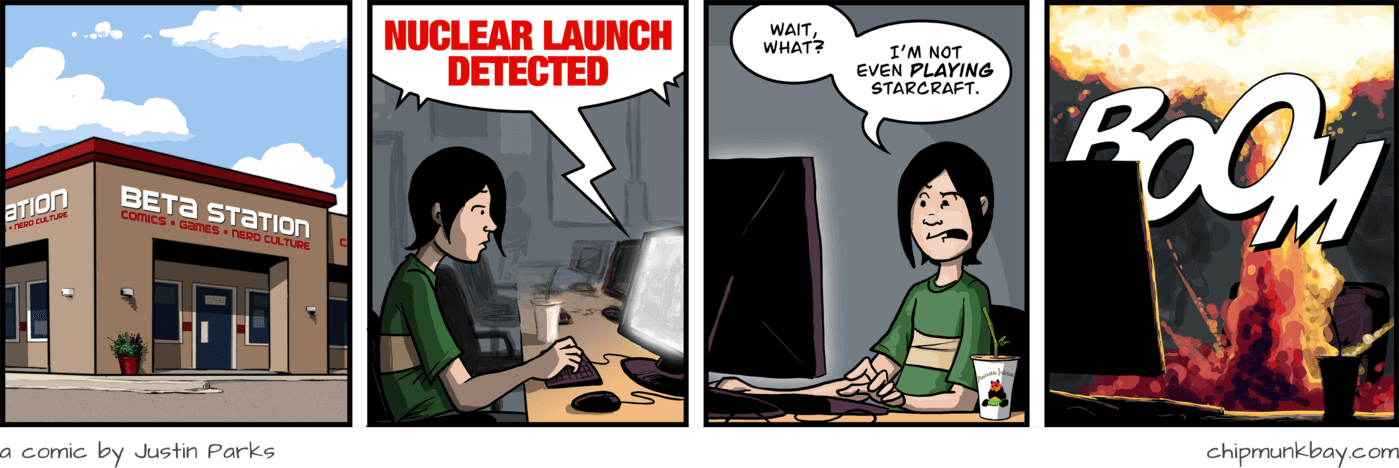 ATION
S • NERD CULTURE
BETA STATION
COMICS • GAMES • NERD CULTURE
C
NUCLEAR LAUNCH
DETECTED
WAIT,
WHAT?
I'M NOT
EVEN PLAYING
STARCRAFT.
BOOM
a comic by Justin Parks
chipmunkbay.com